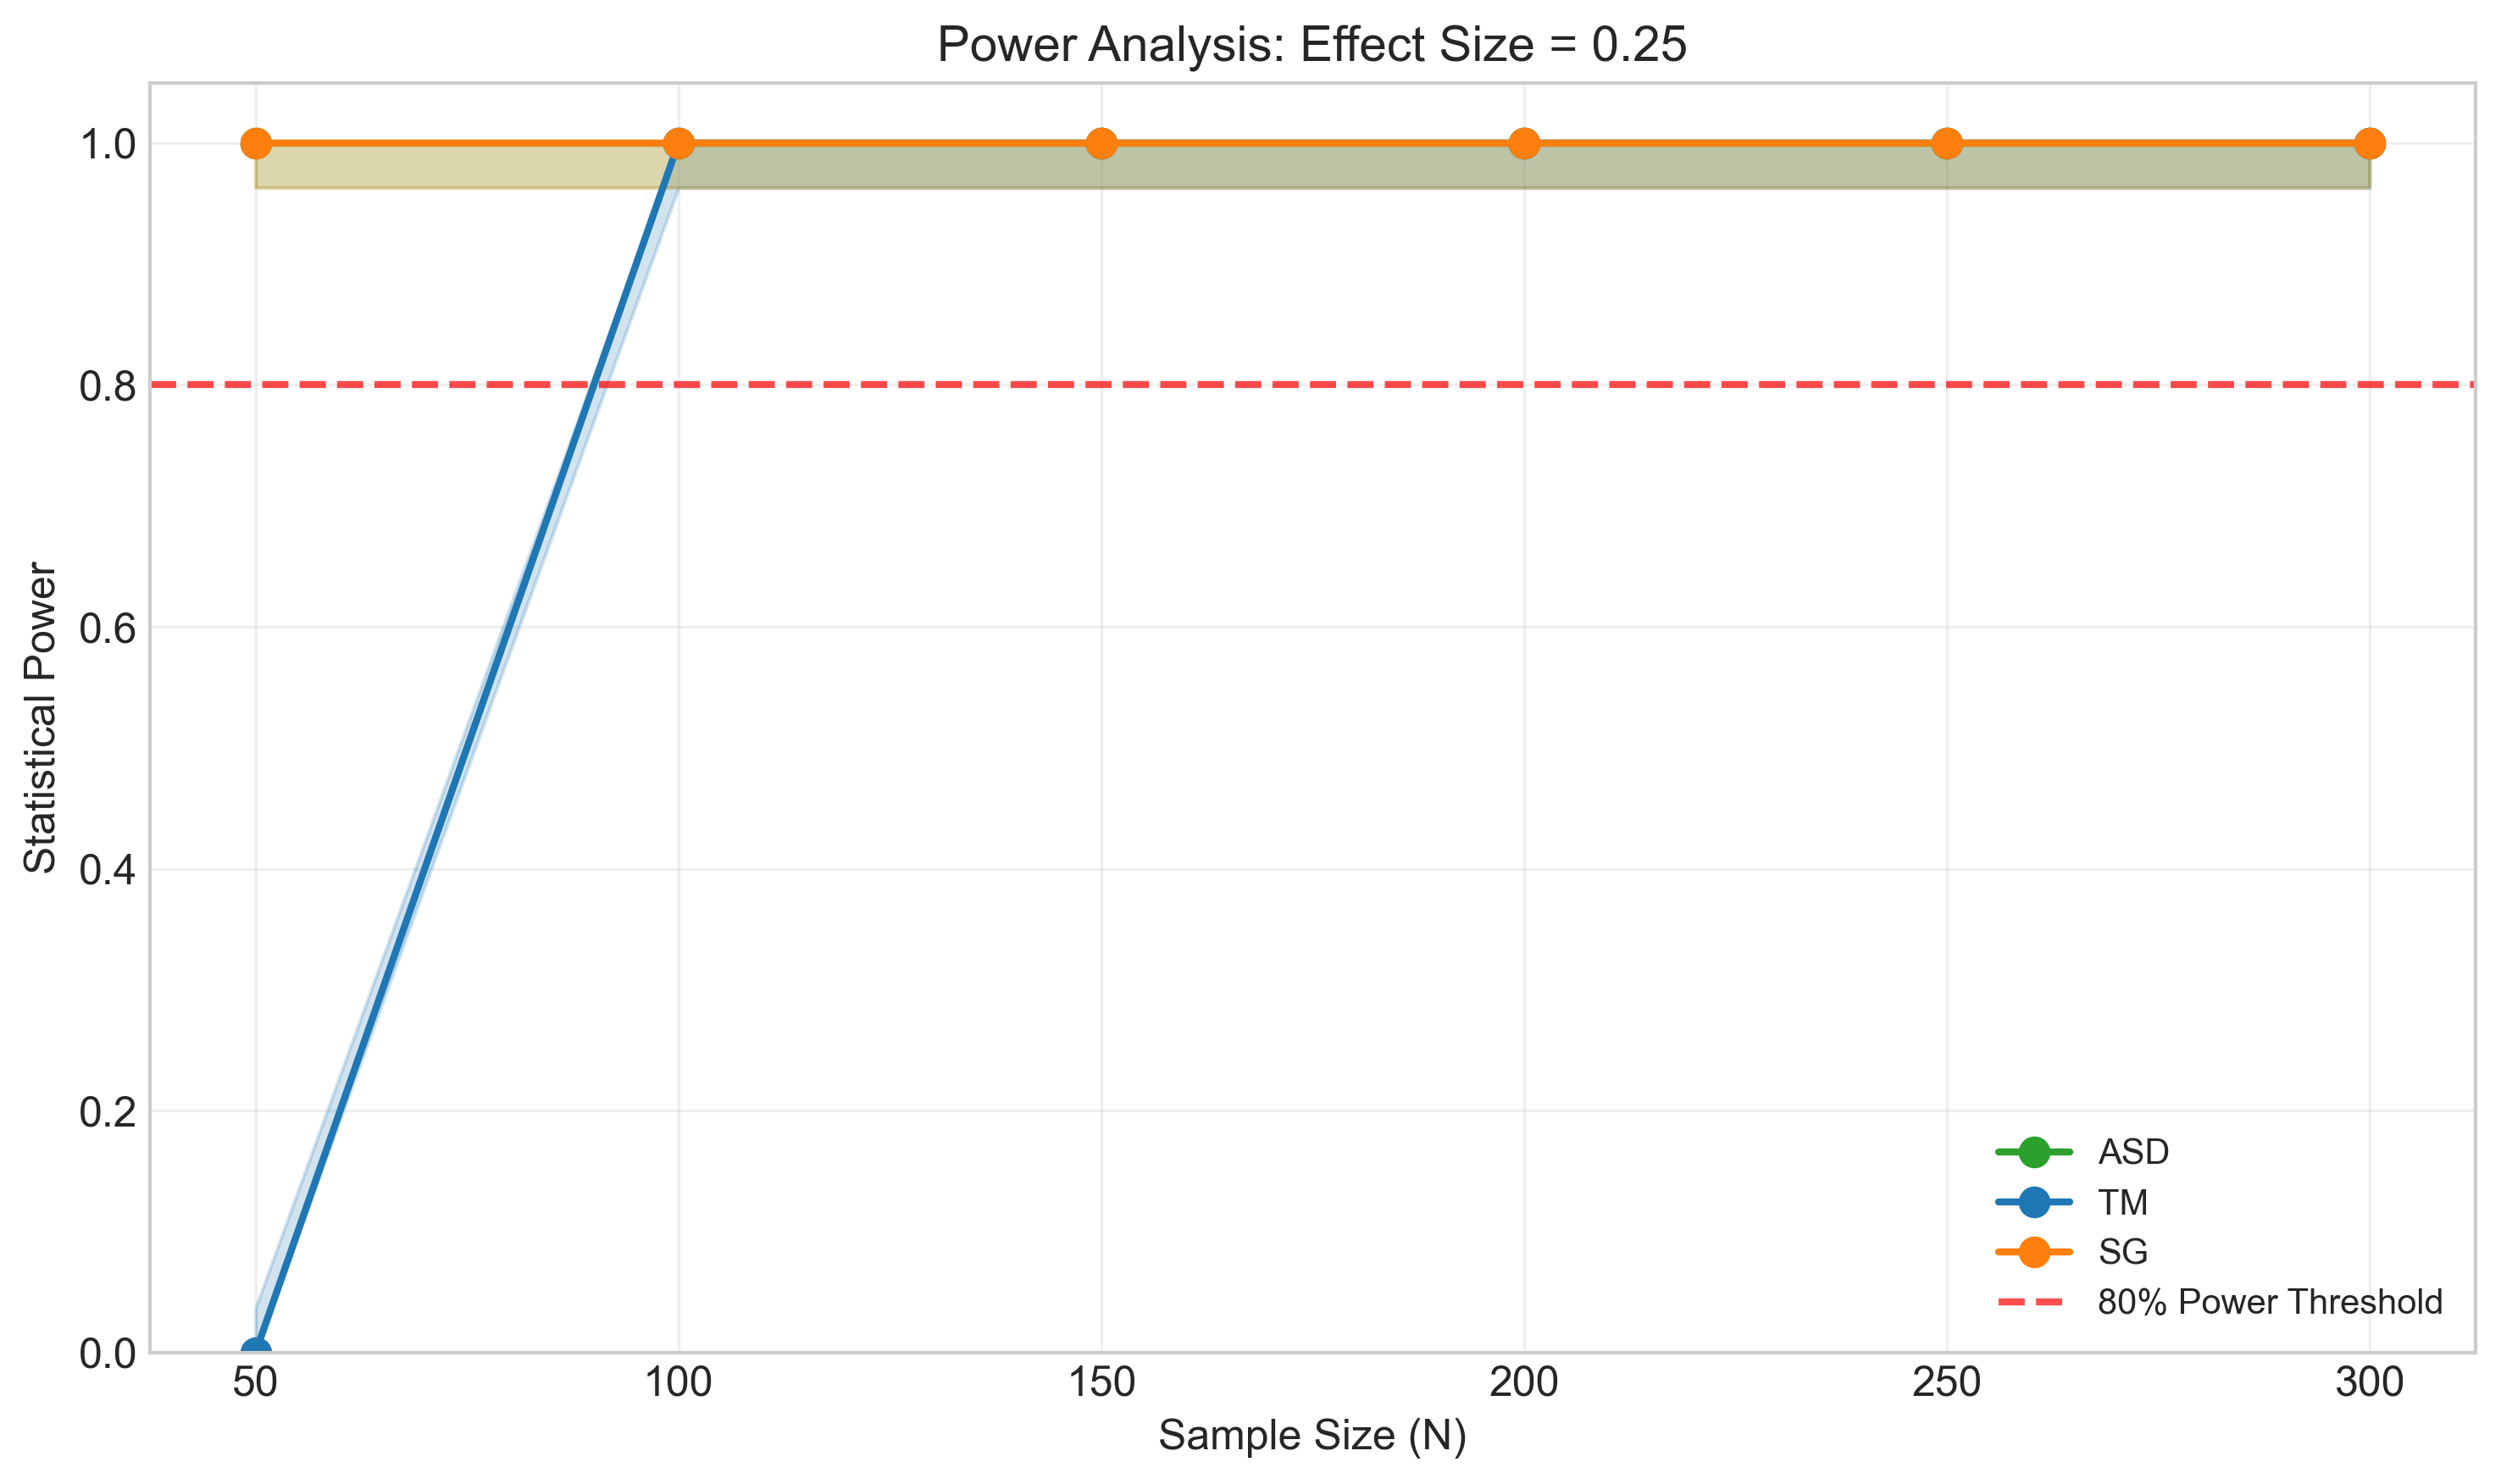 Power Analysis: Effect Size = 0.25
Statistical Power
1.0
0.8
0.6
0.4
0.2
0.0
50 100 150 200 250 300
Sample Size (N)
ASD
TM
SG
80% Power Threshold